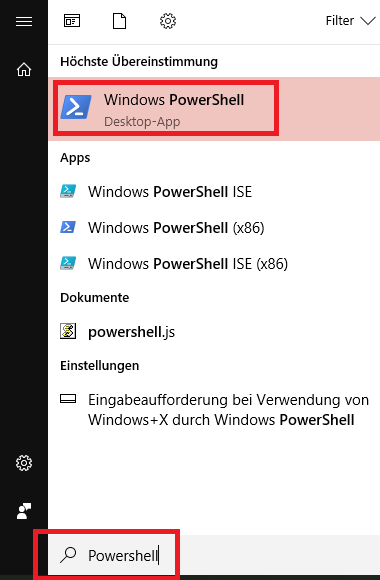 Filter
Höchste Übereinstimmung
Windows PowerShell
Desktop-App
Apps
Windows PowerShell ISE
Windows PowerShell (x86)
Windows PowerShell ISE (x86)
Dokumente
powershell.js
Einstellungen
Eingabeaufforderung bei Verwendung von
Windows+X durch Windows PowerShell
Powershell